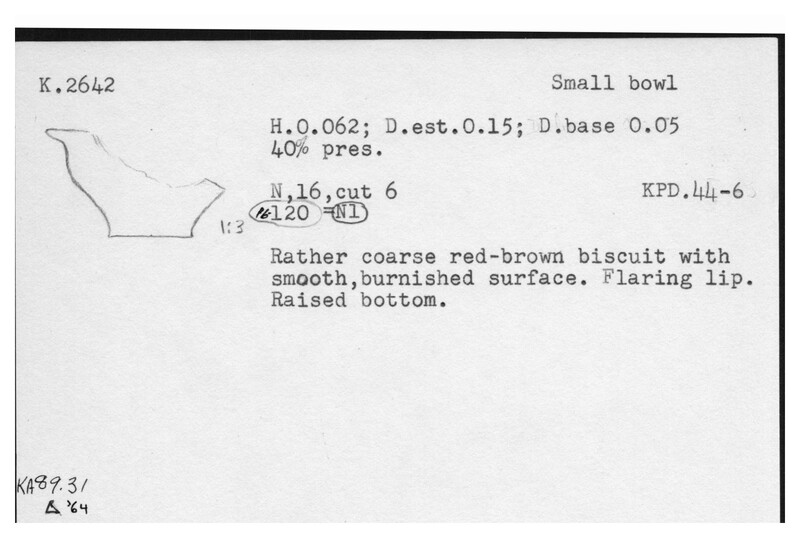 K.2642 Small bowl
H.0.062; D.est.0.15; D.base 0.05
40% pres.
N,16,cut 6 KPD.44-6
16-120 =N1
1:3
Rather coarse red-brown biscuit with
smooth,burnished surface. Flaring lip.
Raised bottom.
KA89.31
'64